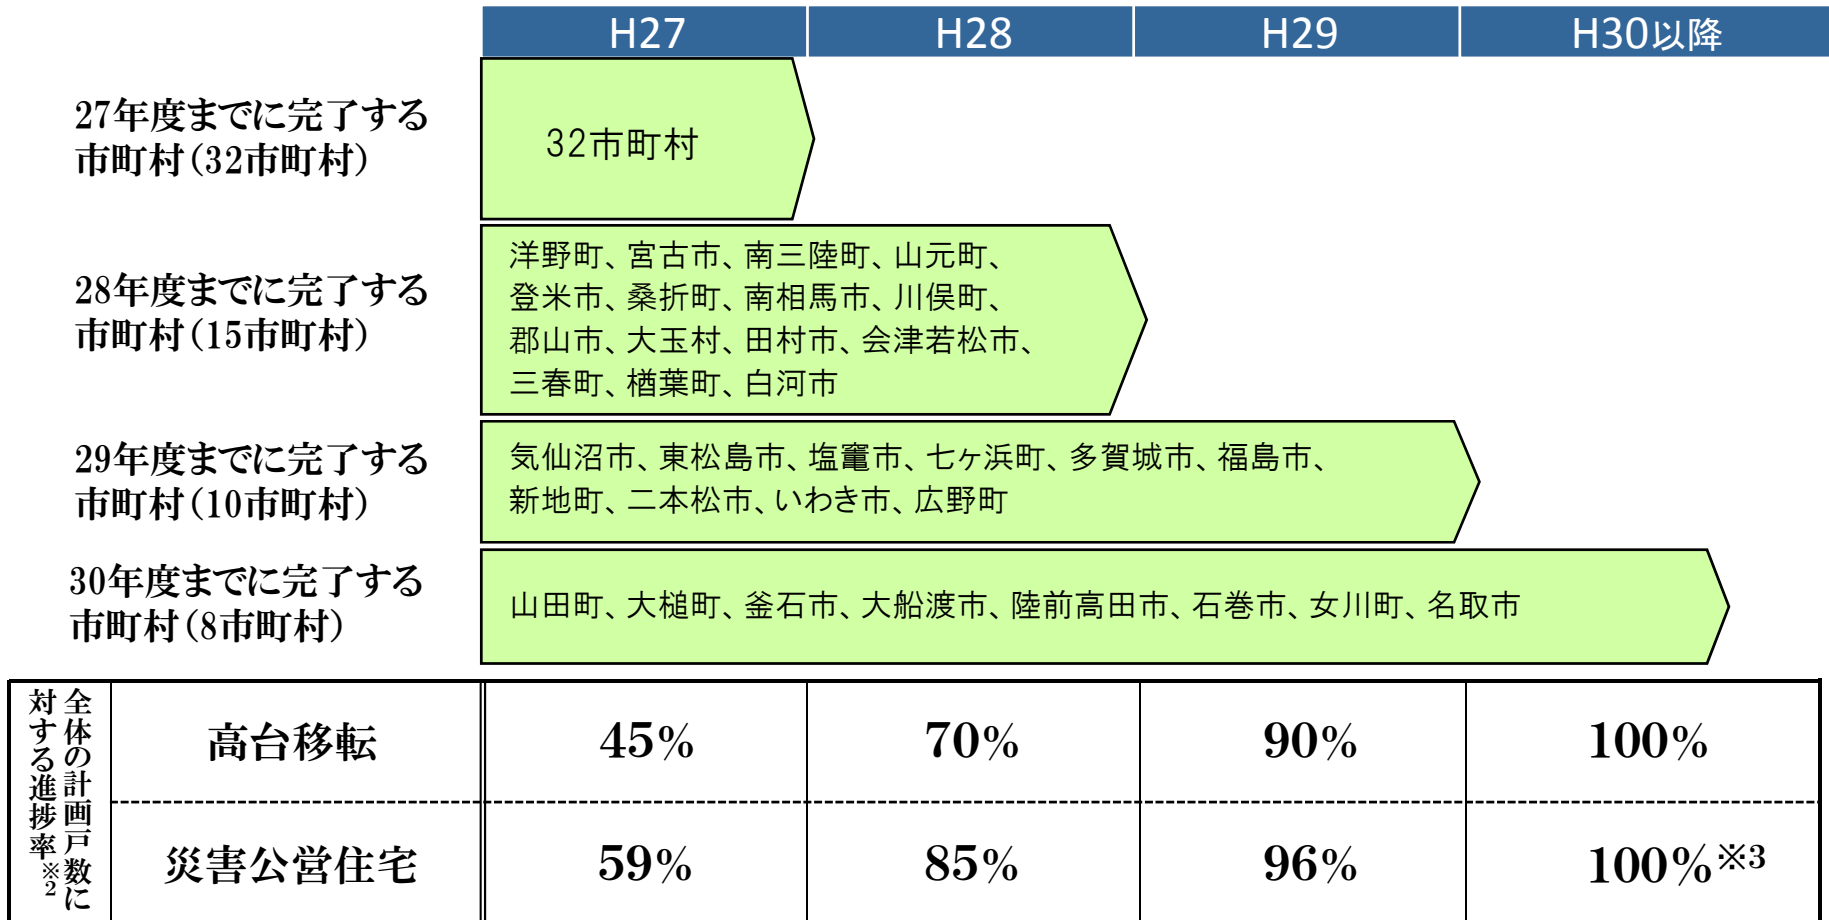 H27 H28 H29 H30以降
27年度までに完了する
市町村(32市町村)
32市町村
28年度までに完了する
市町村(15市町村)
洋野町、宮古市、南三陸町、山元町、
登米市、桑折町、南相馬市、川俣町、
郡山市、大玉村、田村市、会津若松市、
三春町、楢葉町、白河市
29年度までに完了する
市町村(10市町村)
気仙沼市、東松島市、塩竃市、七ヶ浜町、多賀城市、福島市、
新地町、二本松市、いわき市、広野町
30年度までに完了する
市町村(8市町村)
山田町、大槌町、釜石市、大船渡市、陸前高田市、石巻市、女川町、名取市
全体の計画戸数に
対する進捗率※2
高台移転 45% 70% 90% 100%
災害公営住宅 59% 85% 96% 100%※3